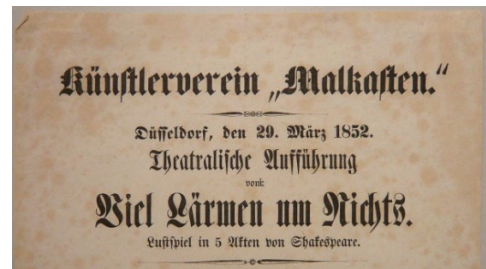 Künstlerverein „Malkasten.“
Düsseldorf, den 29. März 1852.
Theatralische Aufführung
von:
Viel Lärmen um Nichts.
Lustspiel in 5 Akten von Shakespeare.